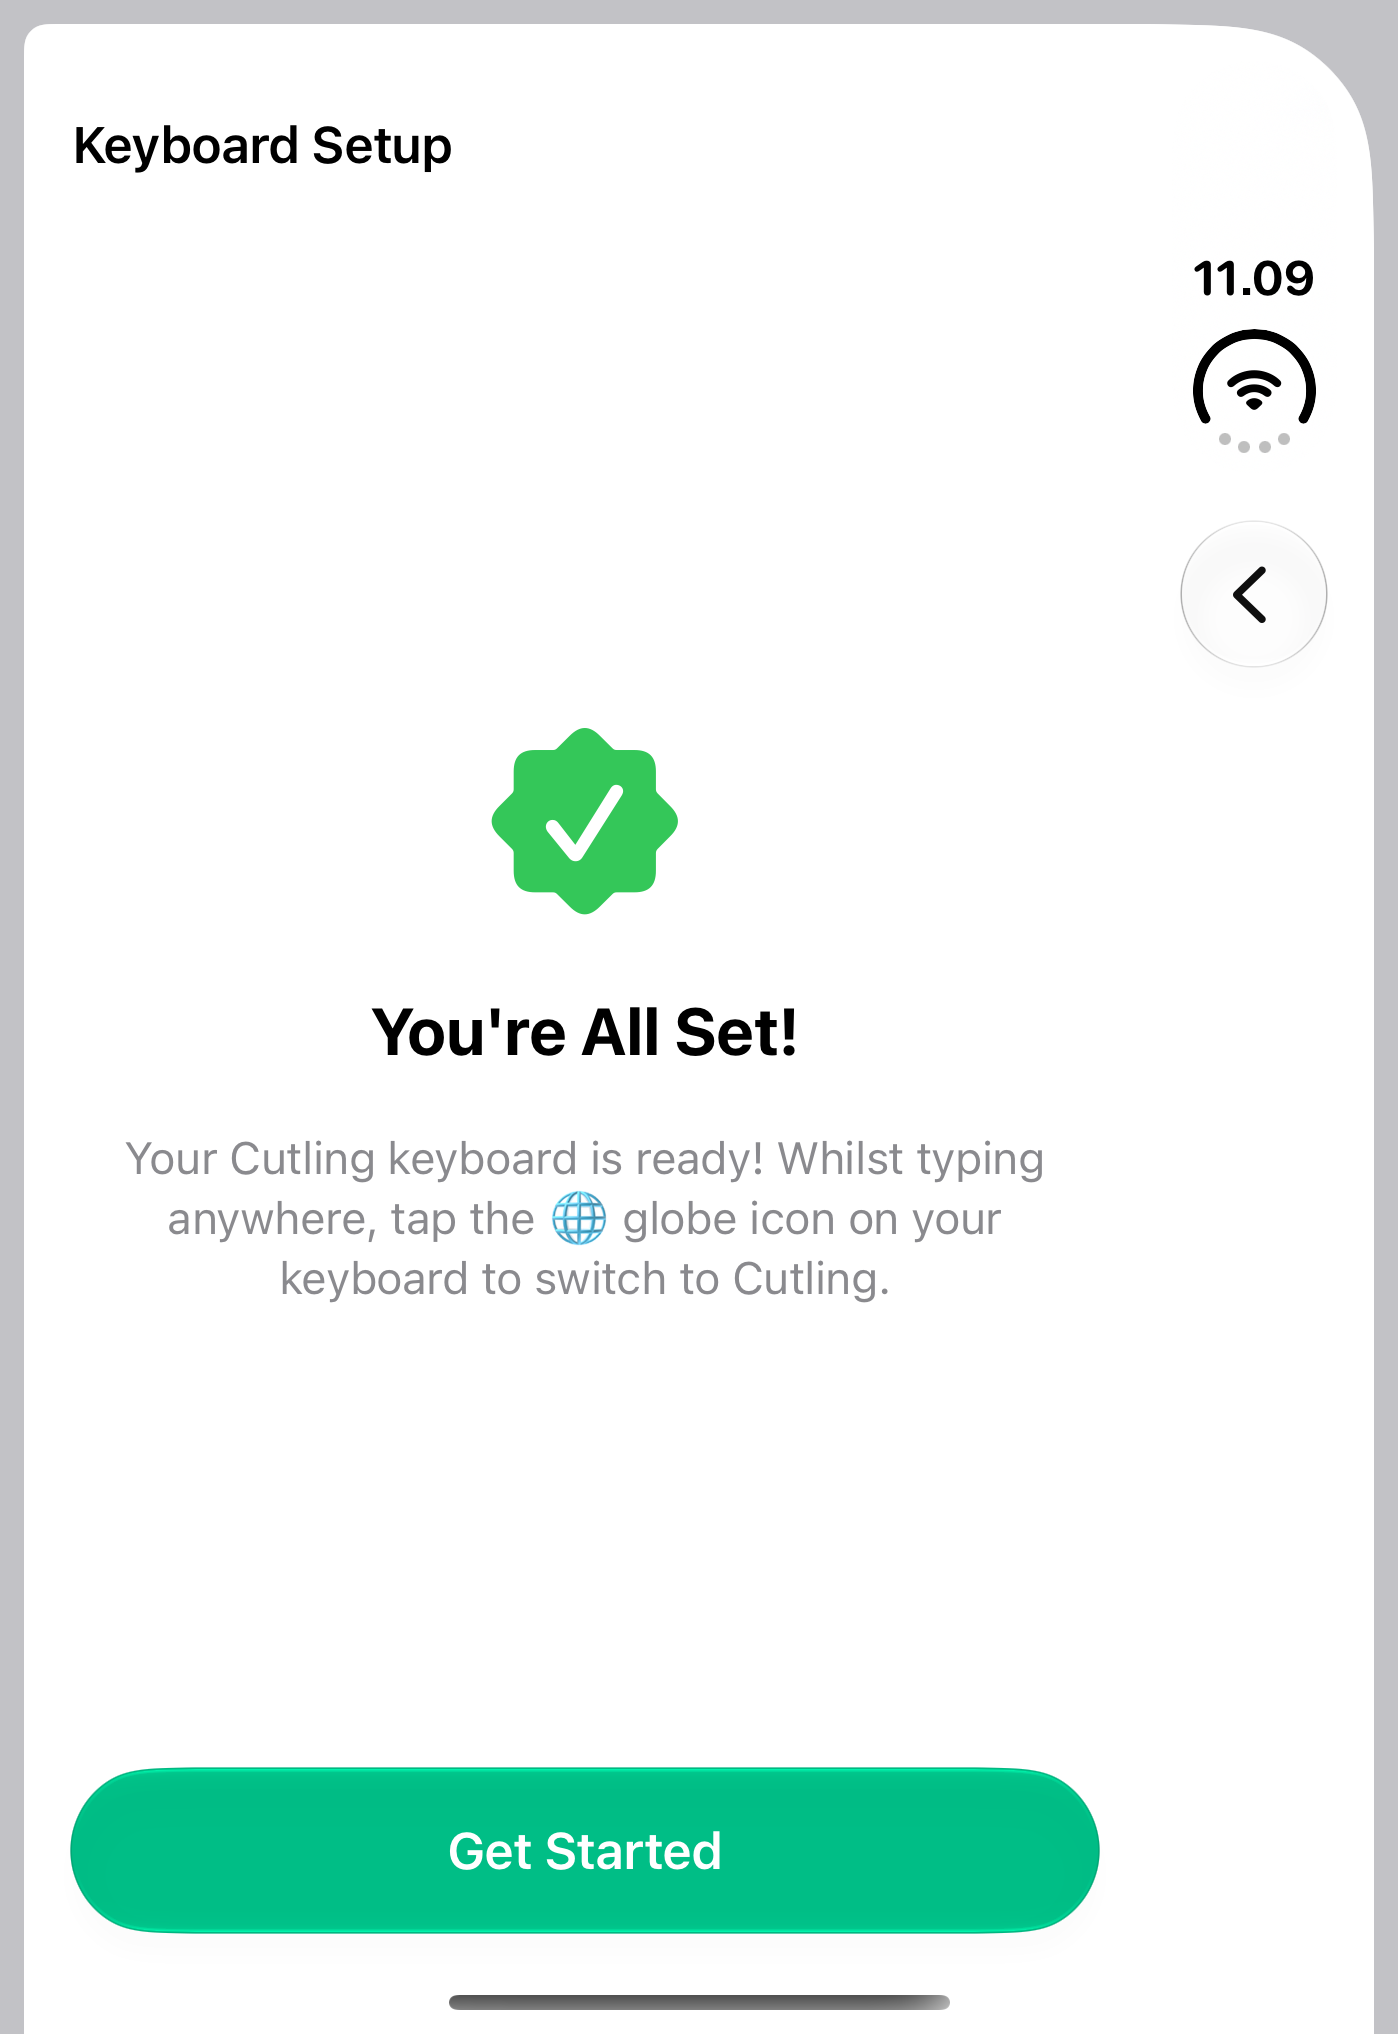 Keyboard Setup
11.09
You're All Set!
Your Cutling keyboard is ready! Whilst typing
anywhere, tap the 🌐 globe icon on your
keyboard to switch to Cutling.
Get Started